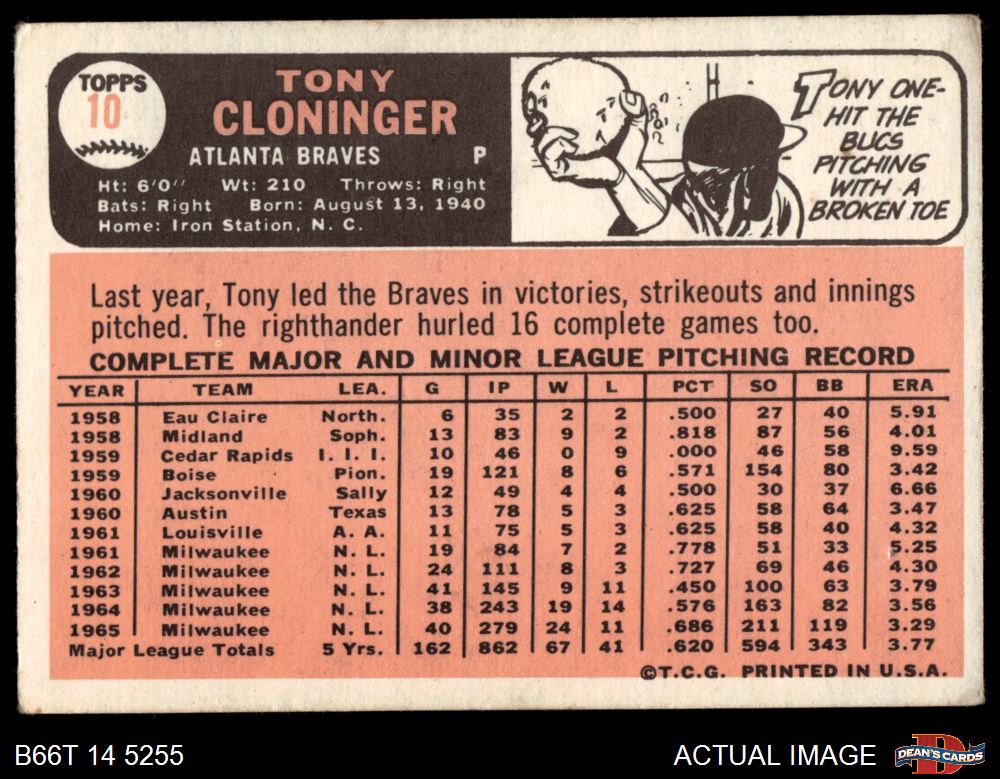 TOPPS
10
TONY
CLONINGER
ATLANTA BRAVES P
Ht: 6'0" Wt: 210 Throws: Right
Bats: Right Born: August 13, 1940
Home: Iron Station, N. C.
TONY ONE-
HIT THE
BUCS
PITCHING
WITH A
BROKEN TOE
Last year, Tony led the Braves in victories, strikeouts and innings
pitched. The righthander hurled 16 complete games too.
COMPLETE MAJOR AND MINOR LEAGUE PITCHING RECORD
YEAR TEAM LEA. G IP W L PCT SO BB ERA
1958 Eau Claire North. 6 35 2 2 .500 27 40 5.91
1958 Midland Soph. 13 83 9 2 .818 87 56 4.01
1959 Cedar Rapids I. I. I. 10 46 0 9 .000 46 58 9.59
1959 Boise Pion. 19 121 8 6 .571 154 80 3.42
1960 Jacksonville Sally 12 49 4 4 .500 30 37 6.66
1960 Austin Texas 13 78 5 3 .625 58 64 3.47
1961 Louisville A. A. 11 75 5 3 .625 58 40 4.32
1961 Milwaukee N. L. 19 84 7 2 .778 51 33 5.25
1962 Milwaukee N. L. 24 111 8 3 .727 69 46 4.30
1963 Milwaukee N. L. 41 145 9 11 .450 100 63 3.79
1964 Milwaukee N. L. 38 243 19 14 .576 163 82 3.56
1965 Milwaukee N. L. 40 279 24 11 .686 211 119 3.29
Major League Totals 5 Yrs. 162 862 67 41 .620 594 343 3.77
©T.C.G. PRINTED IN U.S.A.
B66T 14 5255 ACTUAL IMAGE
D
DEAN'S CARDS